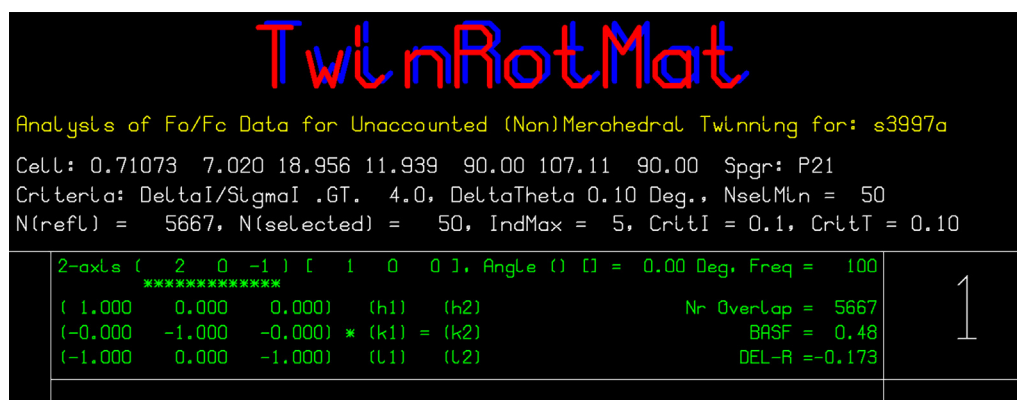 TwinRotMat
Analysis of Fo/Fc Data for Unaccounted (Non)Merohedral Twinning for: s3997a
Cell: 0.71073 7.020 18.956 11.939 90.00 107.11 90.00 Spgr: P21
Criteria: DeltaI/SigmaI .GT. 4.0, DeltaTheta 0.10 Deg., NselMin = 50
N(refl) = 5667, N(selected) = 50, IndMax = 5, CritI = 0.1, CritT = 0.10
2-axis ( 2 0 -1 ) [ 1 0 0 ], Angle () [] = 0.00 Deg, Freq = 100
*************
( 1.000 0.000 0.000) (h1) (h2) Nr Overlap = 5667
(-0.000 -1.000 -0.000) * (k1) = (k2) BASF = 0.48
(-1.000 0.000 -1.000) (l1) (l2) DEL-R =-0.173
1